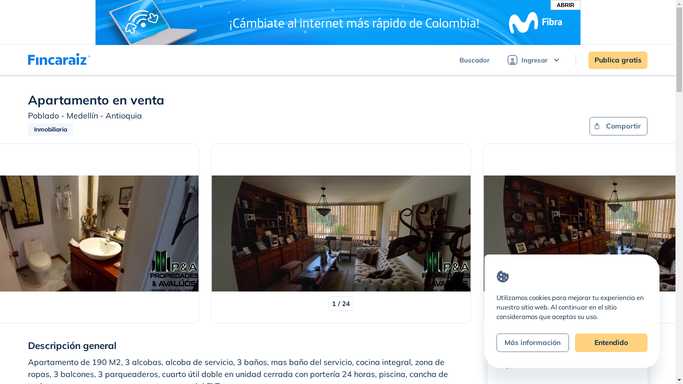 ABRIR
¡Cámbiate al internet más rápido de Colombia!
Fibra
Fincaraiz
Buscador
Ingresar
Publica gratis
Apartamento en venta
Poblado - Medellín - Antioquia
Inmobiliaria
Compartir
P&A
PROPIEDADES
& AVALÚOS
P&A
PROPIEDADES
& AVALÚOS
1 / 24
Utilizamos cookies para mejorar tu experiencia en
nuestro sitio web. Al continuar en el sitio
consideramos que aceptas su uso.
Más información
Entendido
Descripción general
Apartamento de 190 M2, 3 alcobas, alcoba de servicio, 3 baños, mas baño del servicio, cocina integral, zona de
ropas, 3 balcones, 3 parqueaderos, cuarto útil doble en unidad cerrada con portería 24 horas, piscina, cancha de